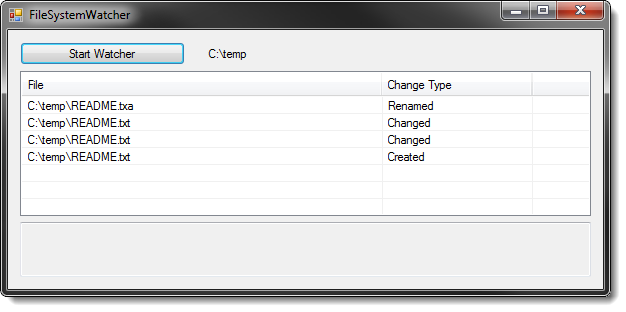 FileSystemWatcher
Start Watcher C:\temp
File Change Type
C:\temp\README.txa Renamed
C:\temp\README.txt Changed
C:\temp\README.txt Changed
C:\temp\README.txt Created